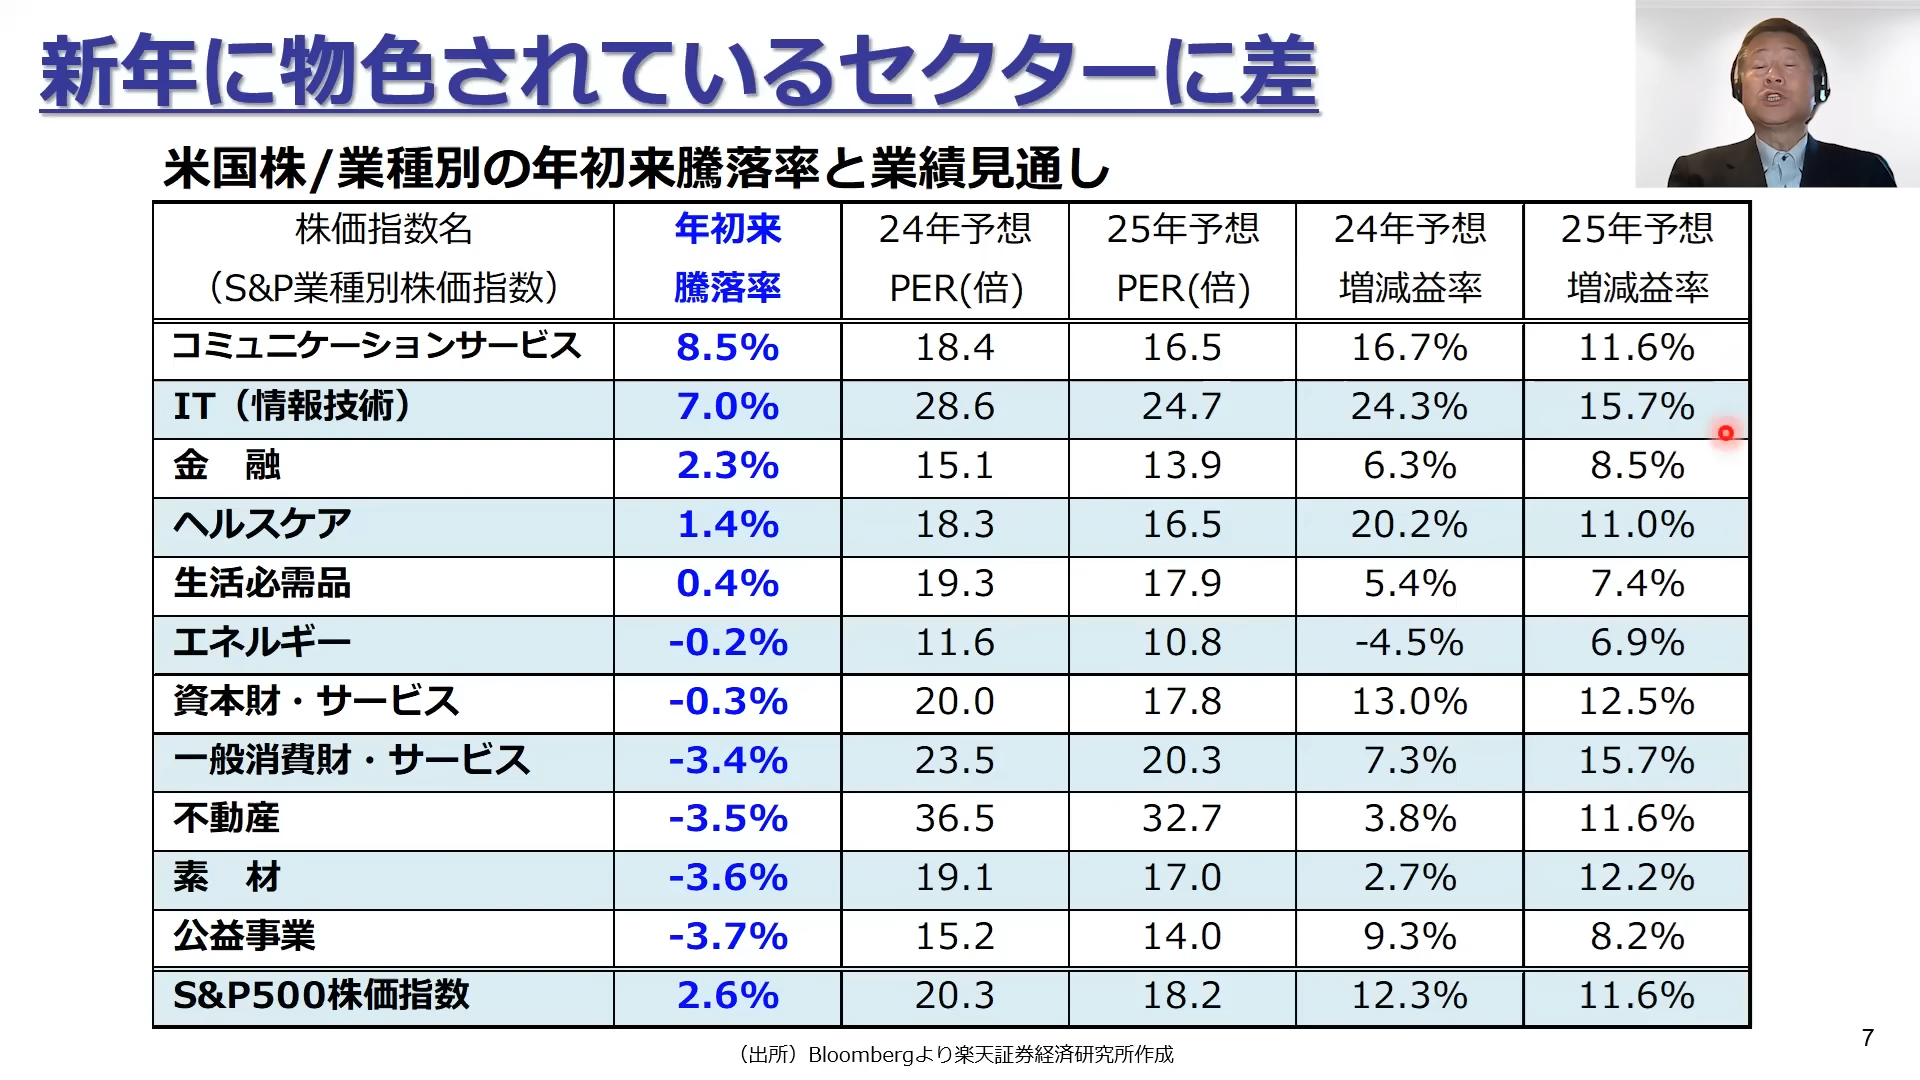 新年に物色されているセクターに差
米国株/業種別の年初来騰落率と業績見通し
株価指数名 年初来 24年予想 25年予想 24年予想 25年予想
（S&P業種別株価指数） 騰落率 PER(倍) PER(倍) 増減益率 増減益率
コミュニケーションサービス 8.5% 18.4 16.5 16.7% 11.6%
IT（情報技術） 7.0% 28.6 24.7 24.3% 15.7%
金　融 2.3% 15.1 13.9 6.3% 8.5%
ヘルスケア 1.4% 18.3 16.5 20.2% 11.0%
生活必需品 0.4% 19.3 17.9 5.4% 7.4%
エネルギー -0.2% 11.6 10.8 -4.5% 6.9%
資本財・サービス -0.3% 20.0 17.8 13.0% 12.5%
一般消費財・サービス -3.4% 23.5 20.3 7.3% 15.7%
不動産 -3.5% 36.5 32.7 3.8% 11.6%
素　材 -3.6% 19.1 17.0 2.7% 12.2%
公益事業 -3.7% 15.2 14.0 9.3% 8.2%
S&P500株価指数 2.6% 20.3 18.2 12.3% 11.6%
（出所）Bloombergより楽天証券経済研究所作成
7